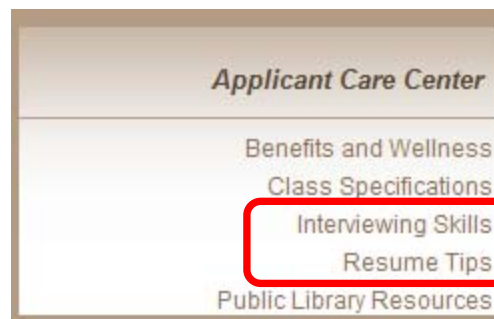 Applicant Care Center
Benefits and Wellness
Class Specifications
Interviewing Skills
Resume Tips
Public Library Resources